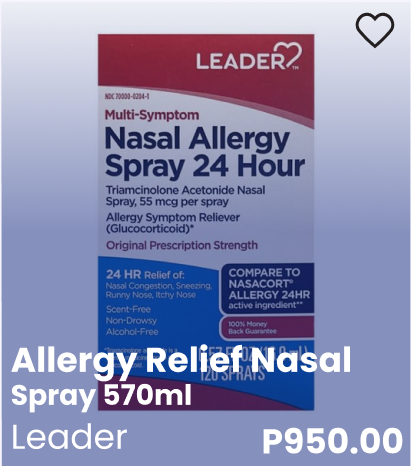 LEADER™
NDC 70000-0204-1
Multi-Symptom
Nasal Allergy
Spray 24 Hour
Triamcinolone Acetonide Nasal
Spray, 55 mcg per spray
Allergy Symptom Reliever
(Glucocorticoid)*
Original Prescription Strength
24 HR Relief of:
Nasal Congestion, Sneezing,
Runny Nose, Itchy Nose
Scent-Free
Non-Drowsy
Alcohol-Free
COMPARE TO
NASACORT®
ALLERGY 24HR
active ingredient**
100% Money
Back Guarantee
120 SPRAYS
Allergy Relief Nasal
Spray 570ml
Leader
P950.00